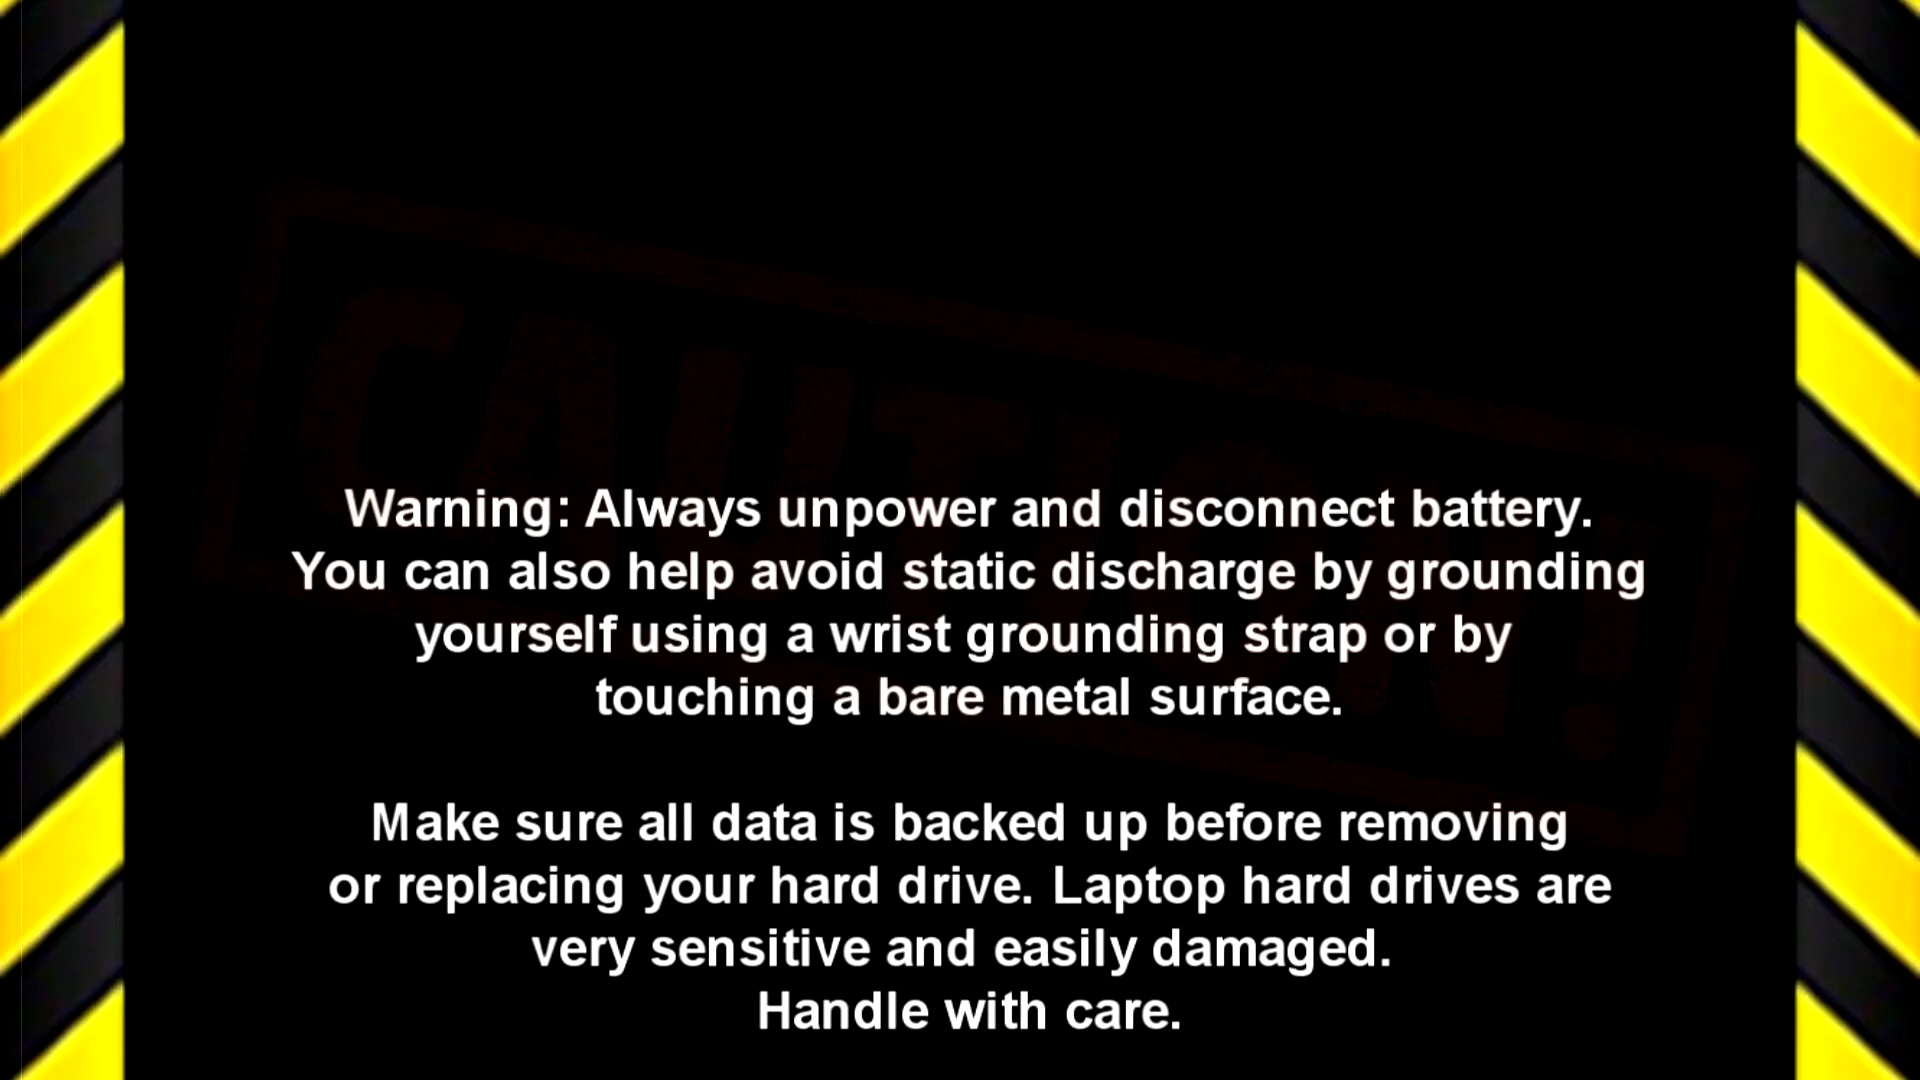 CAUTION!
Warning: Always unpower and disconnect battery.
You can also help avoid static discharge by grounding
yourself using a wrist grounding strap or by
touching a bare metal surface.
Make sure all data is backed up before removing
or replacing your hard drive. Laptop hard drives are
very sensitive and easily damaged.
Handle with care.